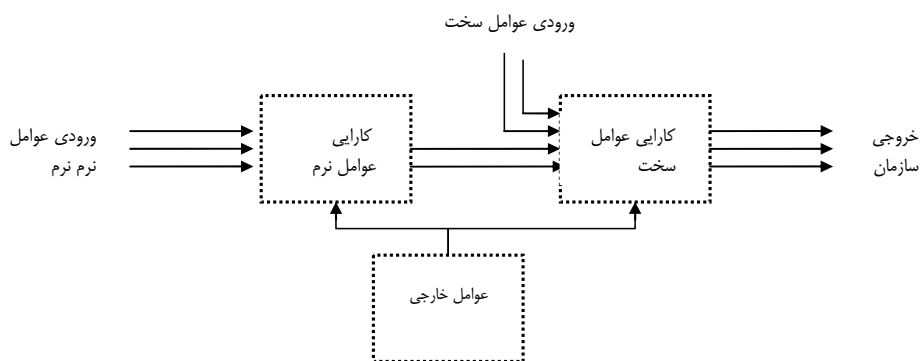 ورودی عوامل سخت
ورودی عوامل
نرم نرم
کارایی
عوامل نرم
کارایی عوامل
سخت
خروجی
سازمان
عوامل خارجی